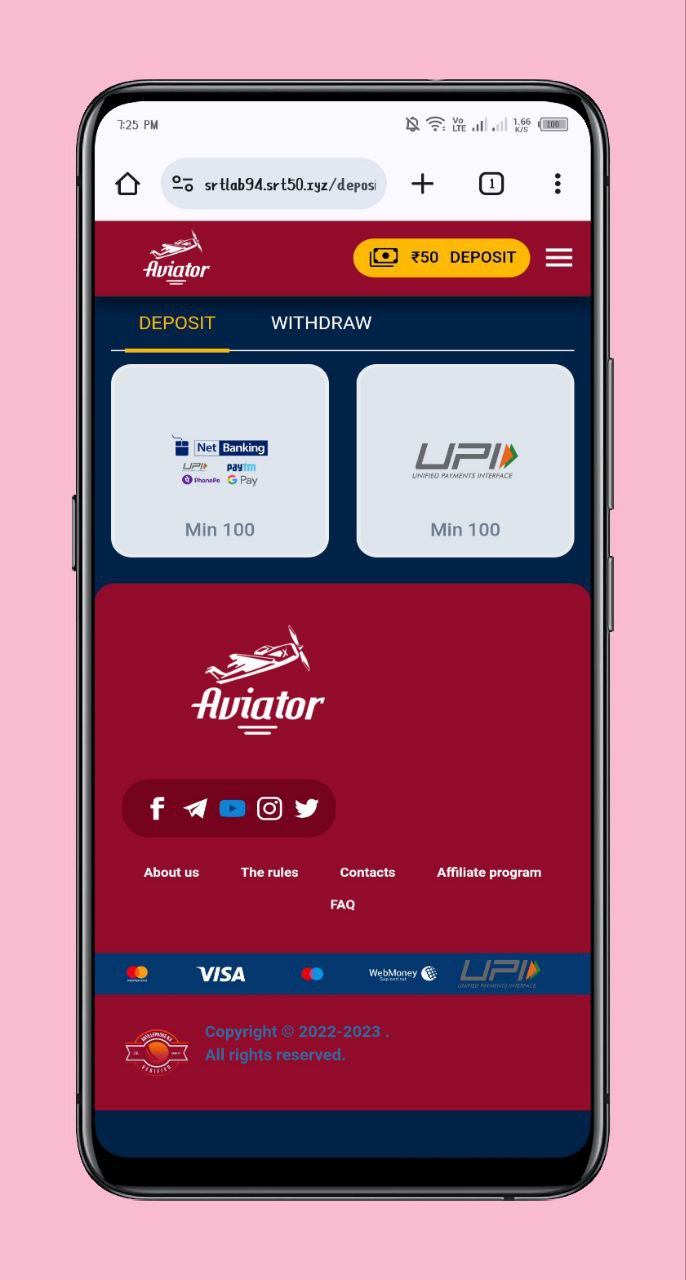 7:25 PM
Vo LTE
1.66 K/S
100
srtlab94.srt50.xyz/deposi
1
Aviator
₹50 DEPOSIT
DEPOSIT
WITHDRAW
Net Banking
UPI
Paytm
PhonePe
G Pay
Min 100
UPI
UNIFIED PAYMENTS INTERFACE
Min 100
Aviator
About us
The rules
Contacts
Affiliate program
FAQ
VISA
WebMoney
UPI
UNIFIED PAYMENTS INTERFACE
Copyright © 2022-2023 .
All rights reserved.
VERIFIED